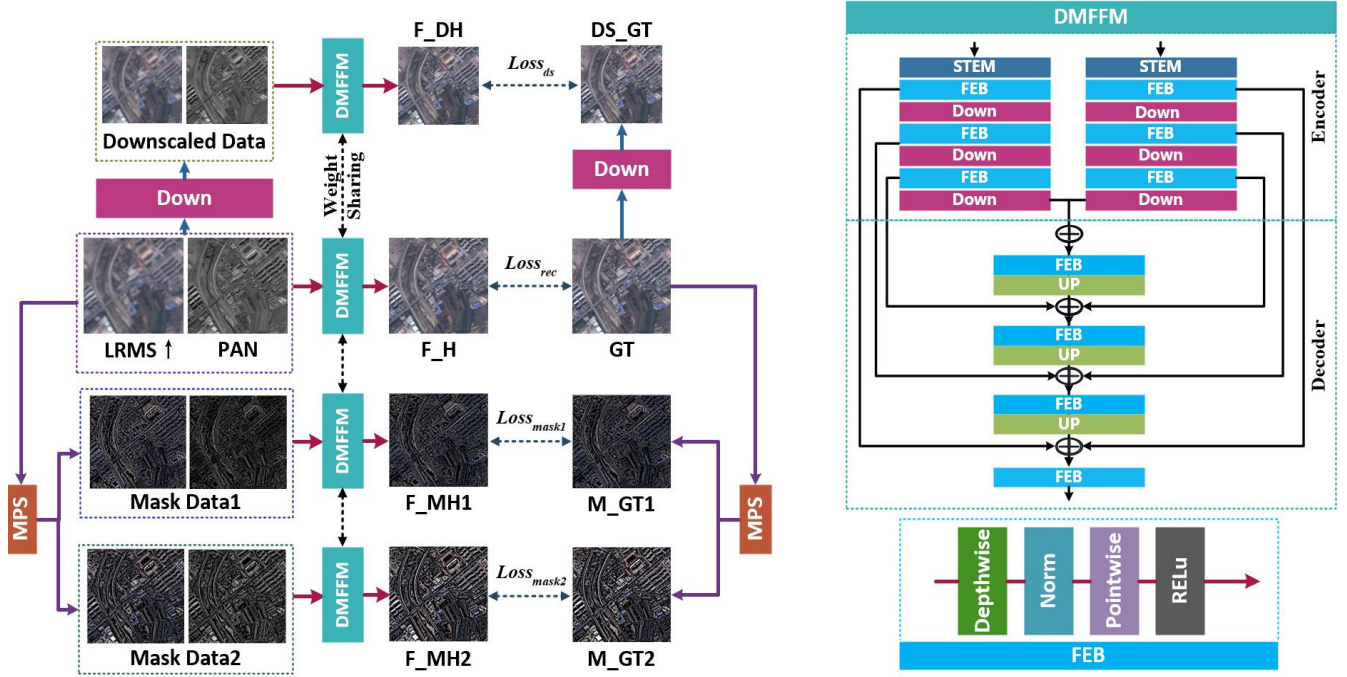 F_DH
DS_GT
Loss_ds
DMFFM
Downscaled Data
Down
Down
Weight
Sharing
DMFFM
Loss_rec
LRMS ↑
PAN
F_H
GT
DMFFM
Loss_mask1
Mask Data1
F_MH1
M_GT1
MPS
MPS
DMFFM
Loss_mask2
Mask Data2
F_MH2
M_GT2
DMFFM
STEM
STEM
FEB
FEB
Down
Down
FEB
FEB
Down
Down
FEB
FEB
Down
Down
Encoder
FEB
UP
FEB
UP
FEB
UP
FEB
Decoder
Depthwise
Norm
Pointwise
RELu
FEB